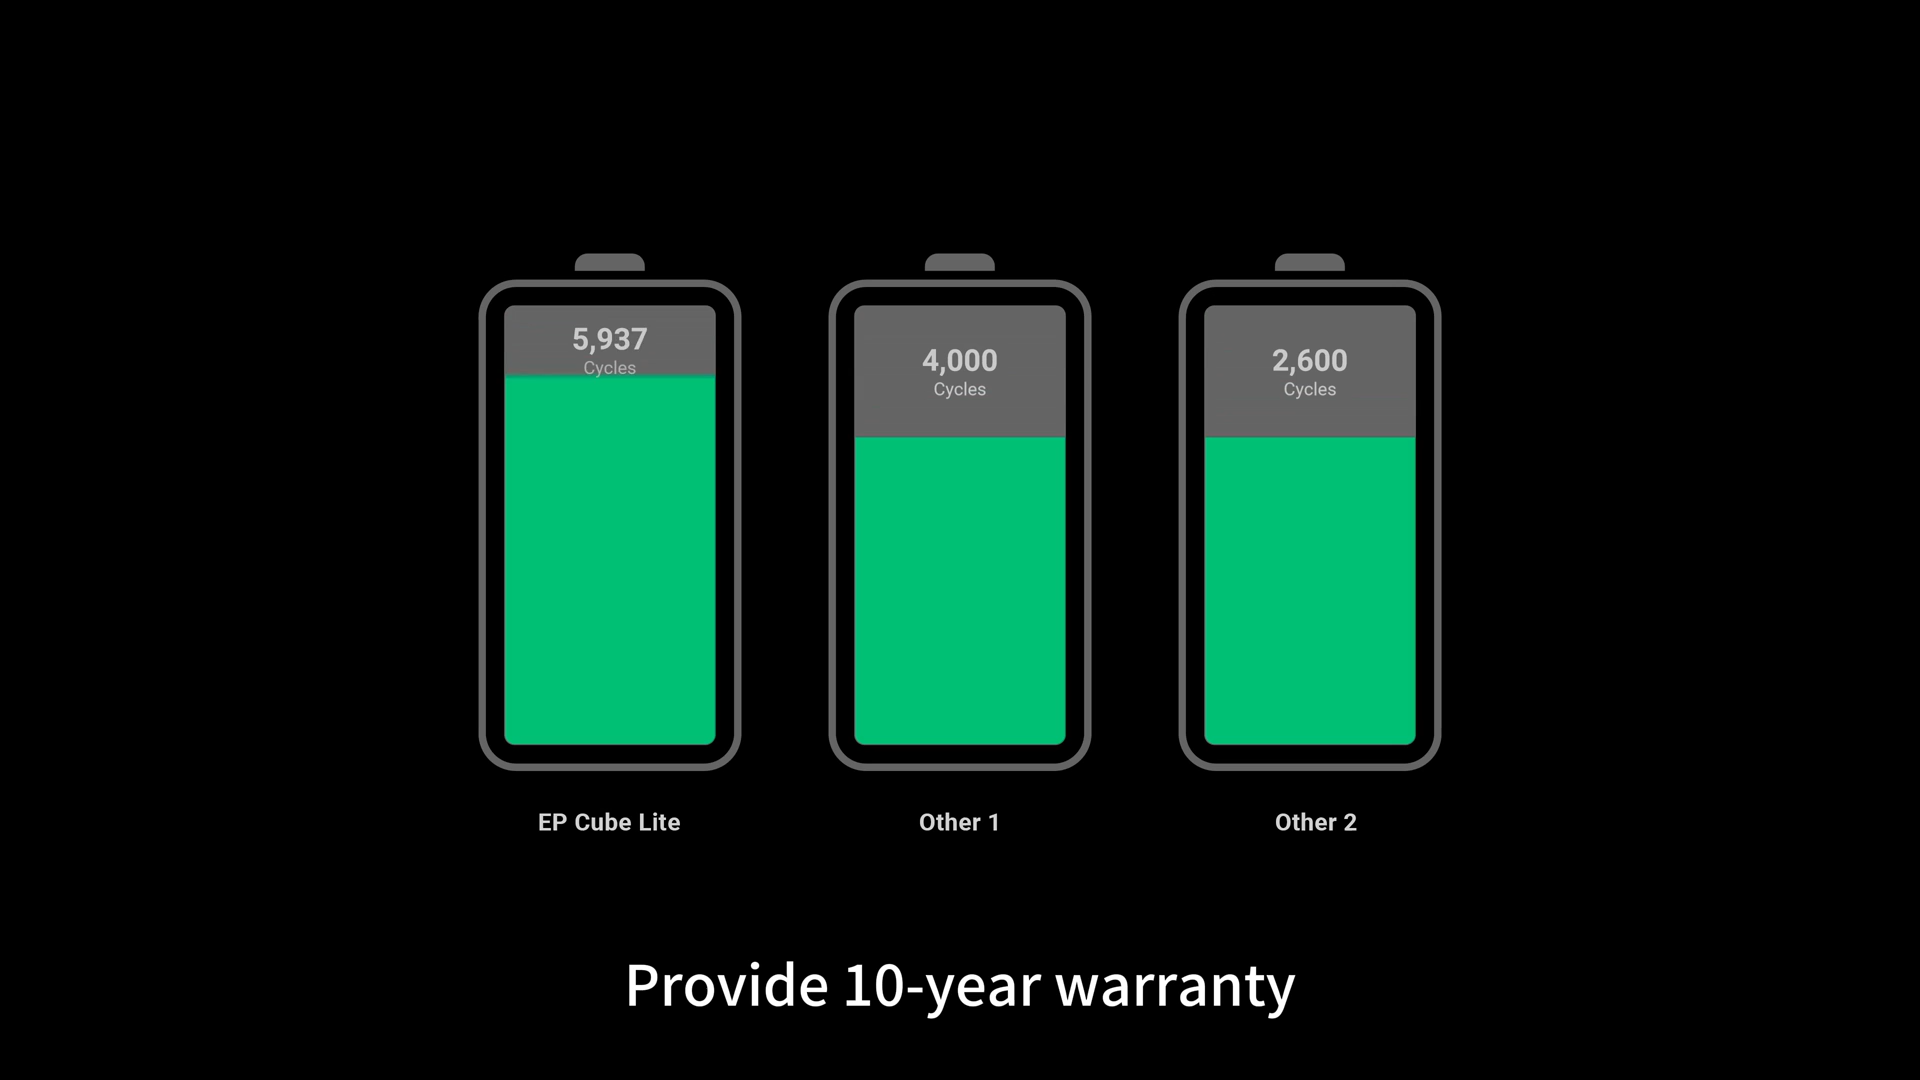 5,937
Cycles
4,000
Cycles
2,600
Cycles
EP Cube Lite
Other 1
Other 2
Provide 10-year warranty